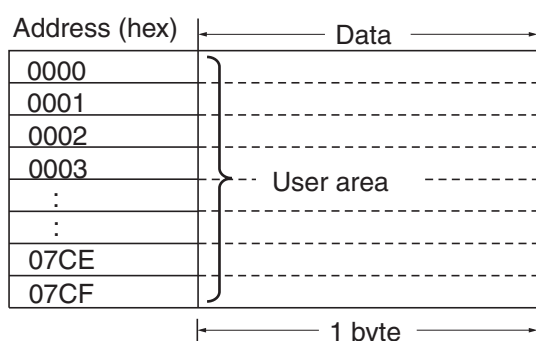 Address (hex) Data
0000
0001
0002
0003
User area
:
:
07CE
07CF
1 byte